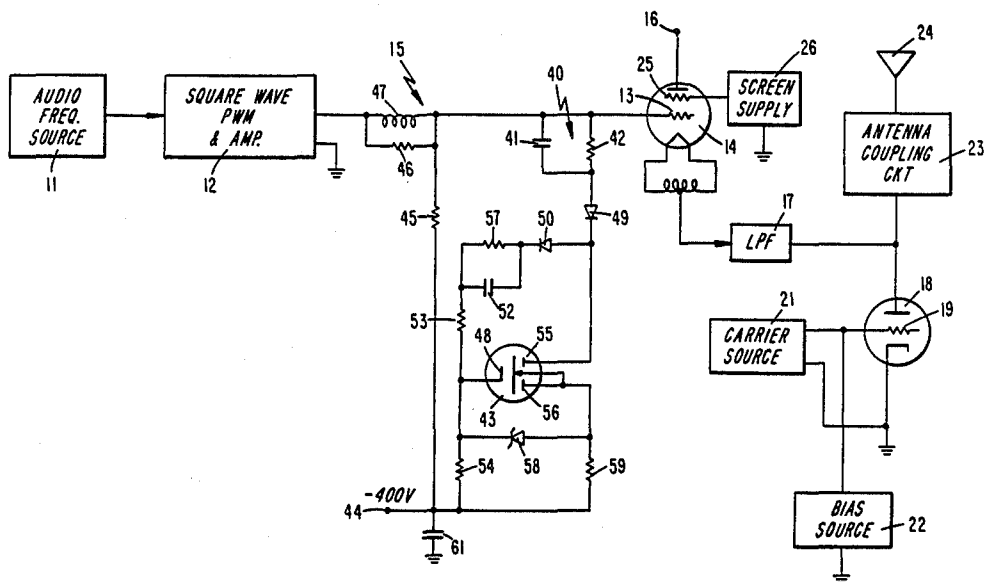 AUDIO
FREQ.
SOURCE
11
SQUARE WAVE
PWM
& AMP.
12
15
47
46
45
40
41
42
16
25
13
14
26
SCREEN
SUPPLY
24
ANTENNA
COUPLING
CKT
23
49
57
50
52
53
17
LPF
18
19
21
CARRIER
SOURCE
48
55
43
56
58
54
59
-400V
44
61
BIAS
SOURCE
22